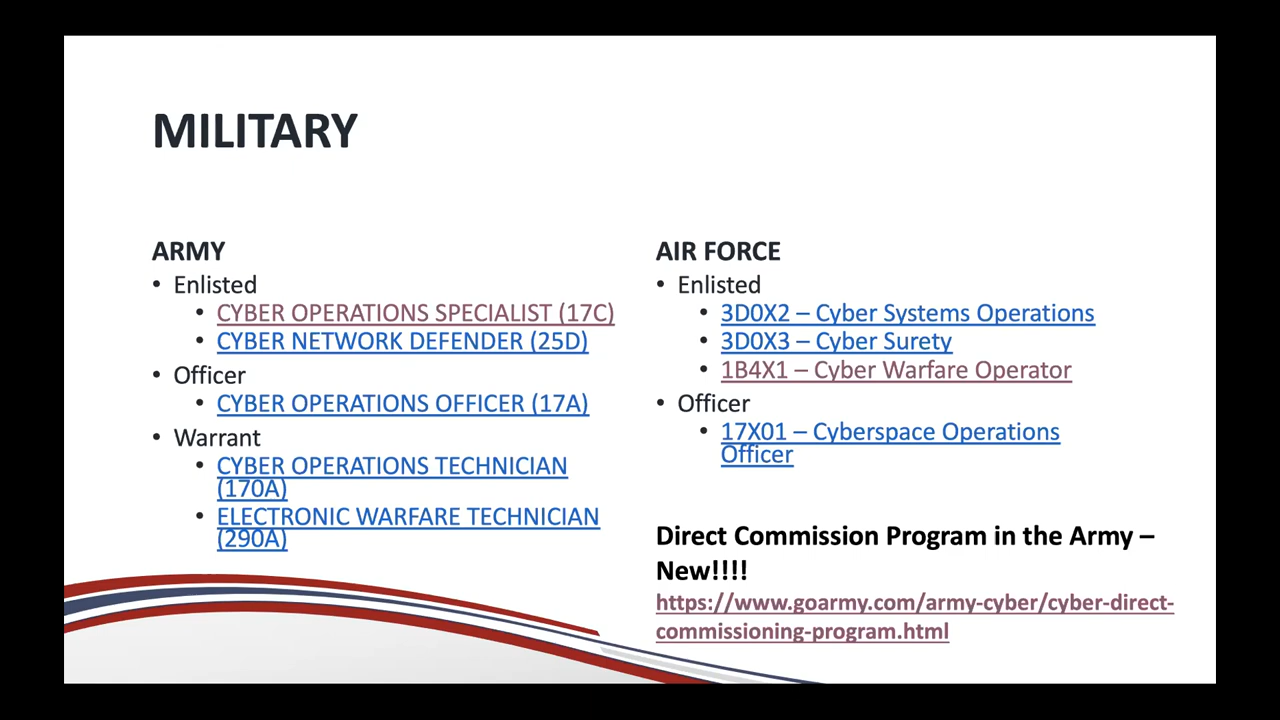 MILITARY
ARMY
• Enlisted
• CYBER OPERATIONS SPECIALIST (17C)
• CYBER NETWORK DEFENDER (25D)
• Officer
• CYBER OPERATIONS OFFICER (17A)
• Warrant
• CYBER OPERATIONS TECHNICIAN
(170A)
• ELECTRONIC WARFARE TECHNICIAN
(290A)
AIR FORCE
• Enlisted
• 3D0X2 – Cyber Systems Operations
• 3D0X3 – Cyber Surety
• 1B4X1 – Cyber Warfare Operator
• Officer
• 17X01 – Cyberspace Operations
Officer
Direct Commission Program in the Army –
New!!!!
https://www.goarmy.com/army-cyber/cyber-direct-
commissioning-program.html